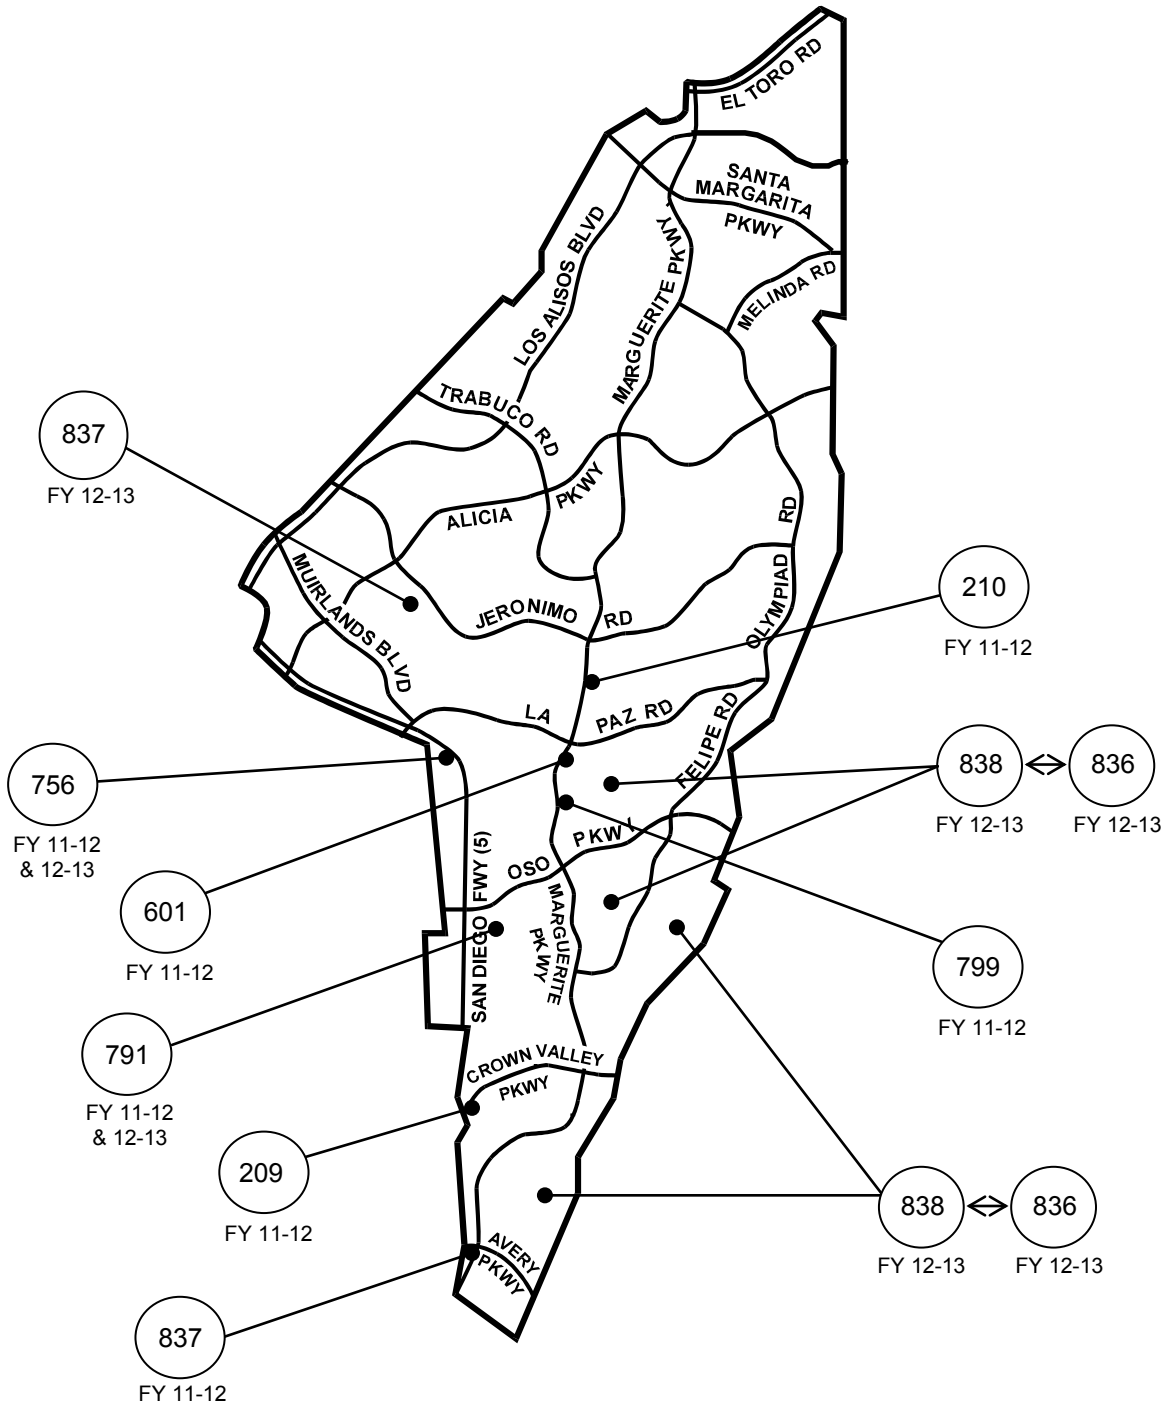 EL TORO RD
SANTA
MARGARITA
PKWY
LOS ALISOS BLVD
MARGUERITE PKWY
MELINDA RD
TRABUCO RD
837
FY 12-13
ALICIA PKWY
OLYMPIAD RD
MUIRLANDS BLVD
JERONIMO RD
210
FY 11-12
LA PAZ RD
FELIPE RD
756
FY 11-12
& 12-13
838
FY 12-13
836
FY 12-13
OSO PKWY
SAN DIEGO FWY (5)
601
FY 11-12
MARGUERITE
PKWY
799
FY 11-12
791
FY 11-12
& 12-13
CROWN VALLEY
PKWY
209
FY 11-12
838
FY 12-13
836
FY 12-13
AVERY
PKWY
837
FY 11-12